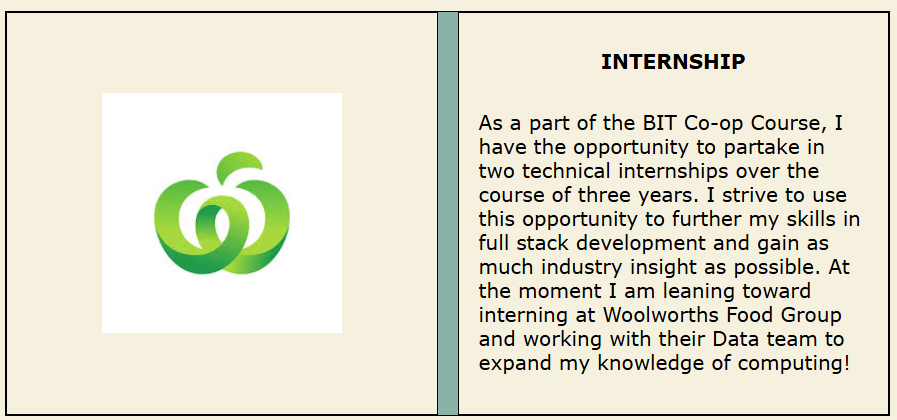 INTERNSHIP
As a part of the BIT Co-op Course, I
have the opportunity to partake in
two technical internships over the
course of three years. I strive to use
this opportunity to further my skills in
full stack development and gain as
much industry insight as possible. At
the moment I am leaning toward
interning at Woolworths Food Group
and working with their Data team to
expand my knowledge of computing!